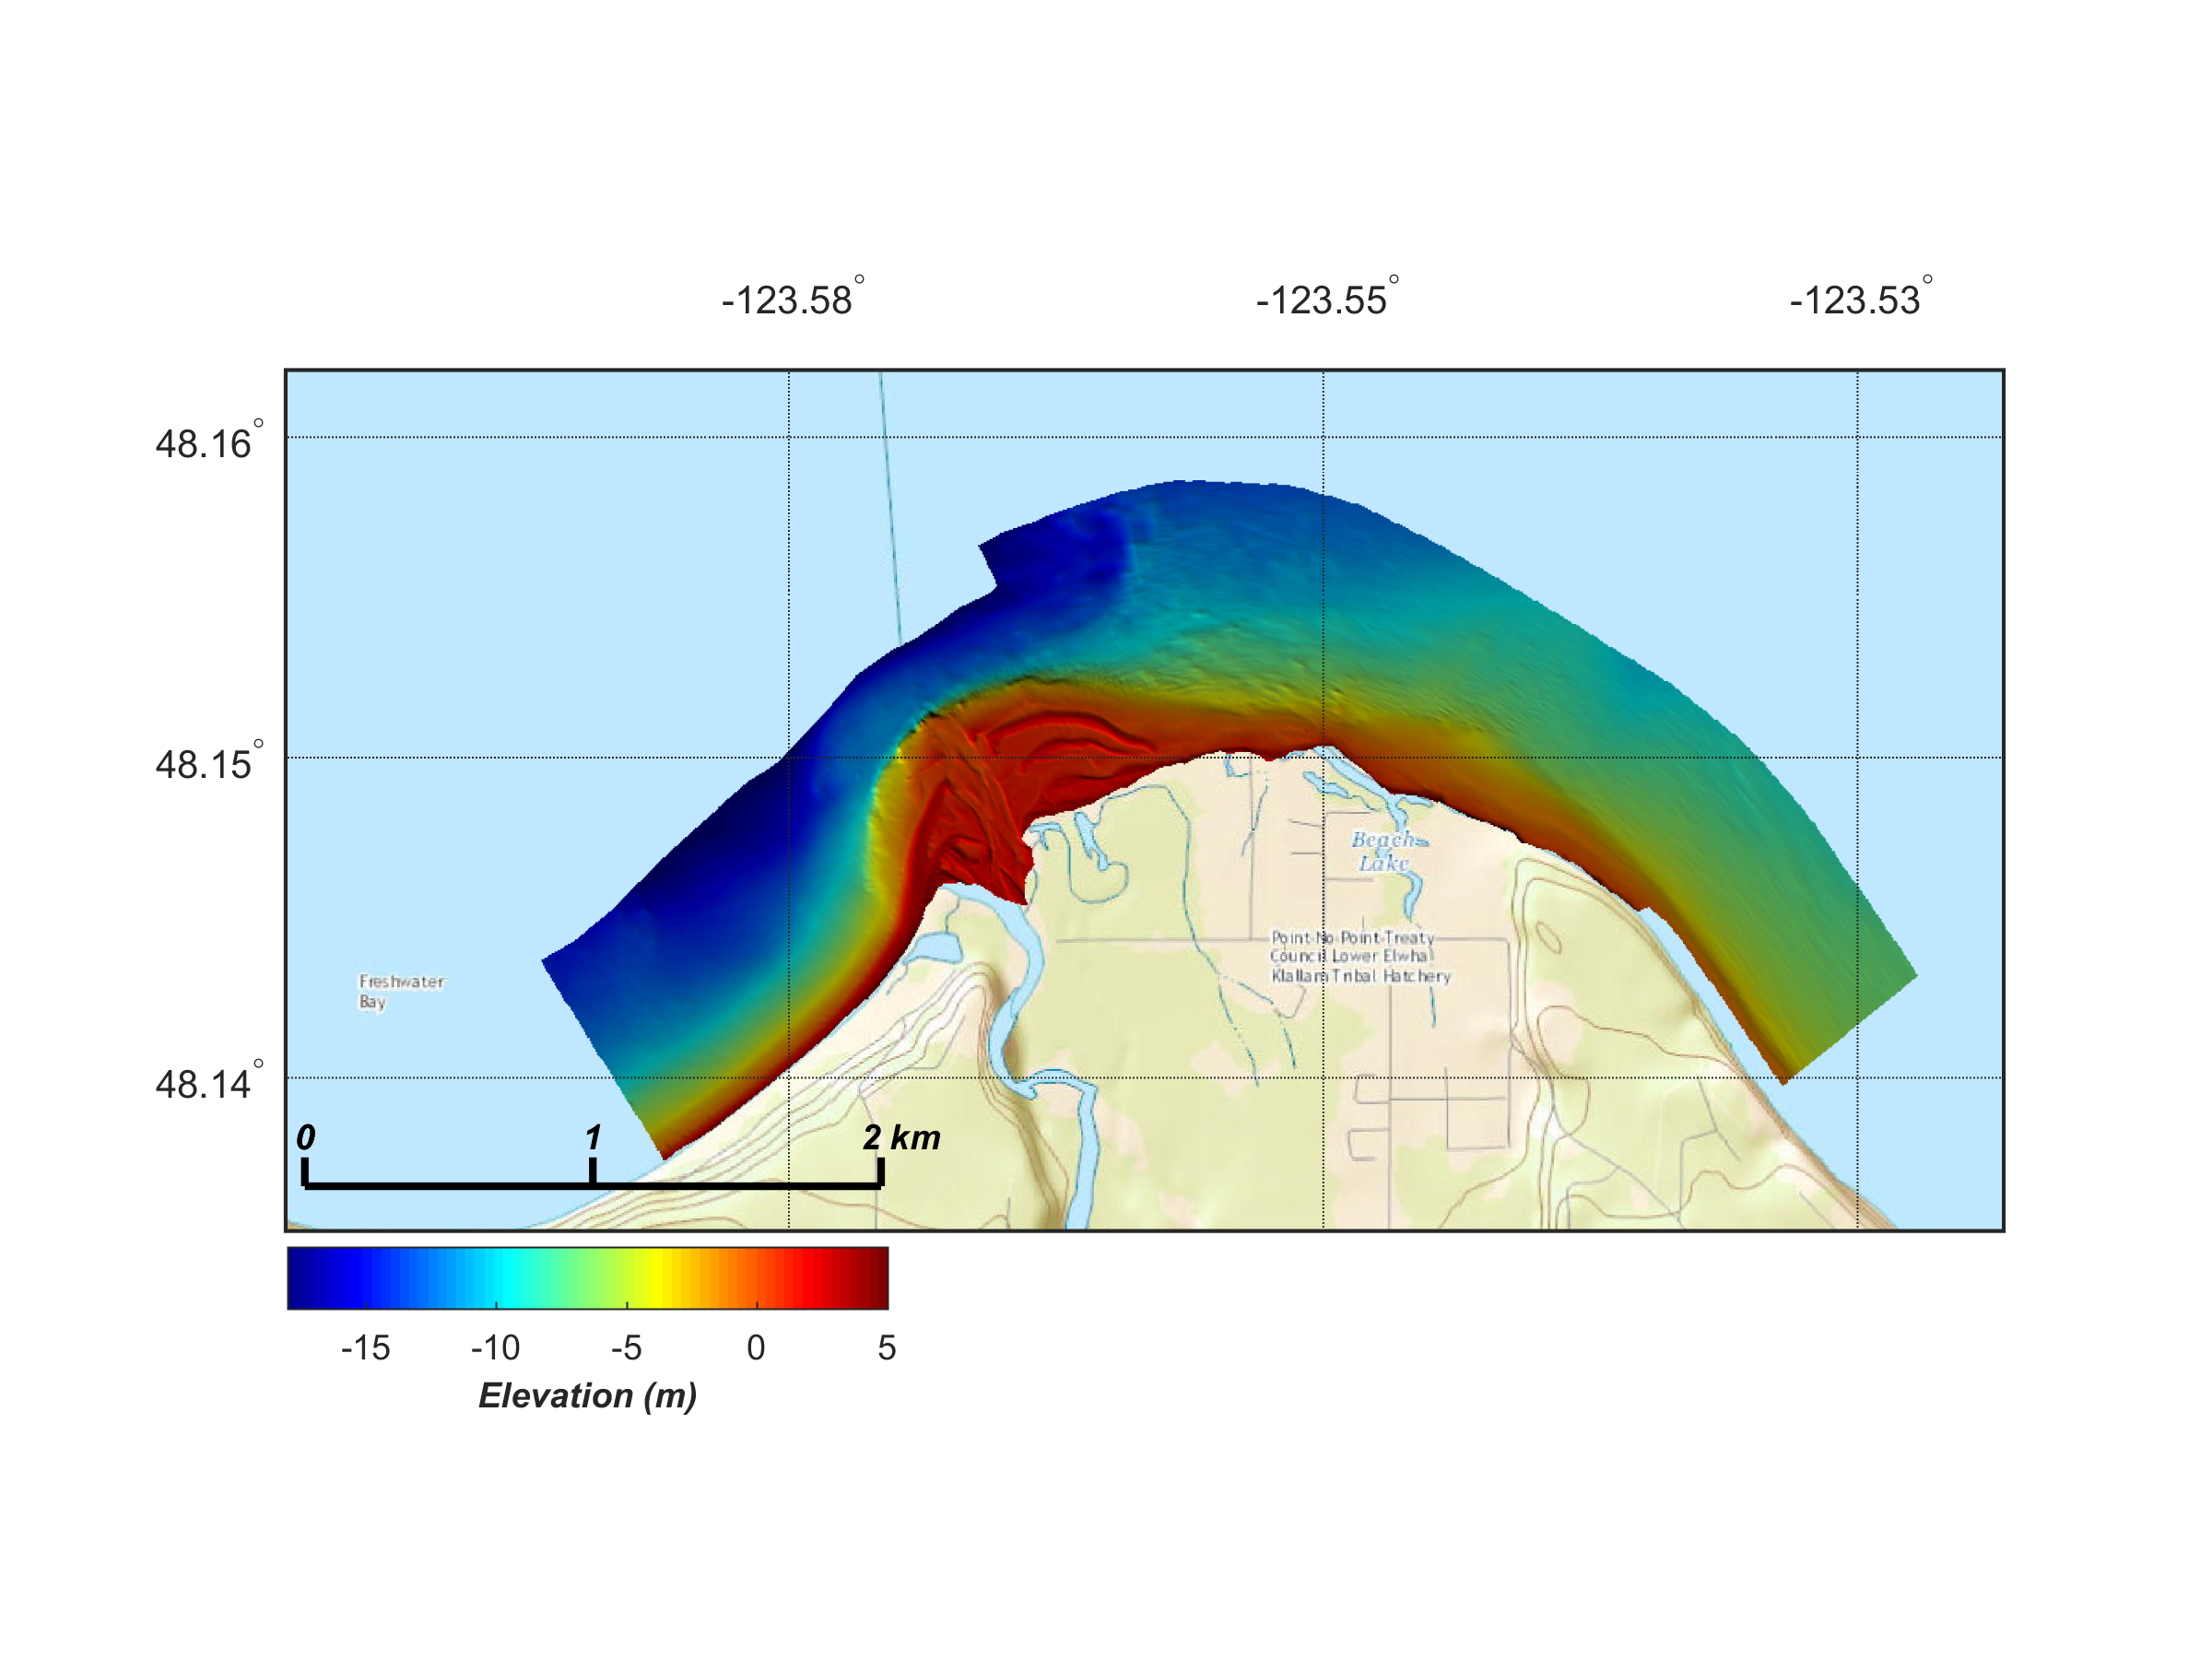 -123.58° -123.55° -123.53°
48.16°
48.15°
Beach
Lake
Point No Point Treaty
Council Lower Elwha
Klallam Tribal Hatchery
Freshwater
Bay
48.14°
0 1 2 km
-15 -10 -5 0 5
Elevation (m)